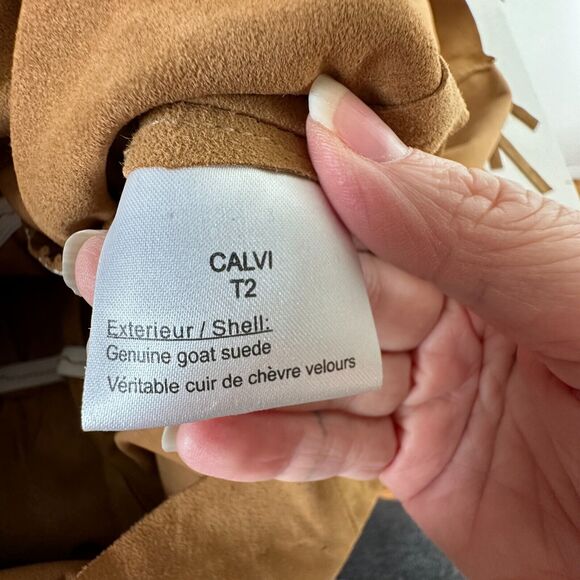 CALVI
T2
Exterieur / Shell:
Genuine goat suede
Véritable cuir de chèvre velours